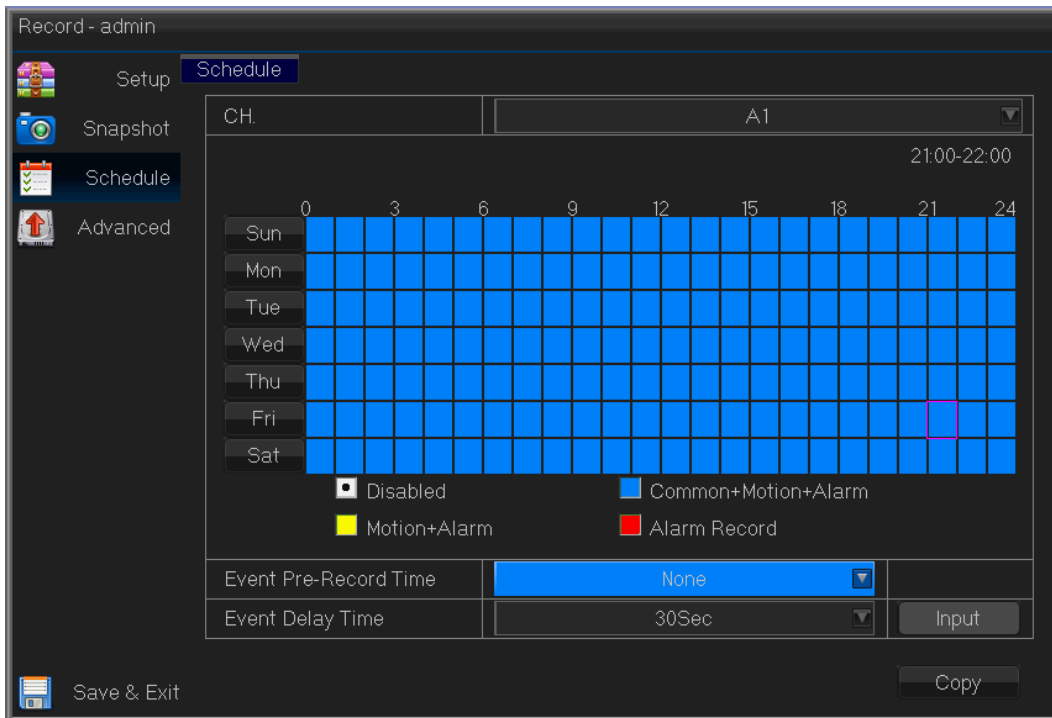 Record - admin
Setup
Snapshot
Schedule
Advanced
Schedule
CH. A1
21:00-22:00
0 3 6 9 12 15 18 21 24
Sun
Mon
Tue
Wed
Thu
Fri
Sat
Disabled Common+Motion+Alarm
Motion+Alarm Alarm Record
Event Pre-Record Time None
Event Delay Time 30Sec Input
Save & Exit Copy